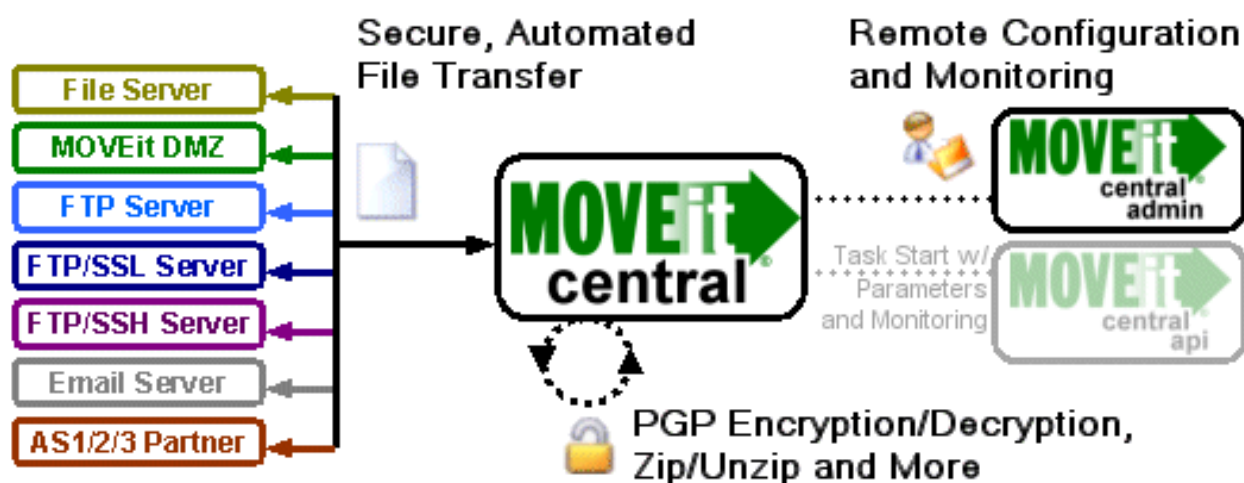 Secure, Automated
File Transfer
Remote Configuration
and Monitoring
File Server
MOVEit DMZ
FTP Server
FTP/SSL Server
FTP/SSH Server
Email Server
AS1/2/3 Partner
MOVEit®
central
MOVEit®
central
admin
Task Start w/
Parameters
and Monitoring
MOVEit®
central
api
PGP Encryption/Decryption,
Zip/Unzip and More